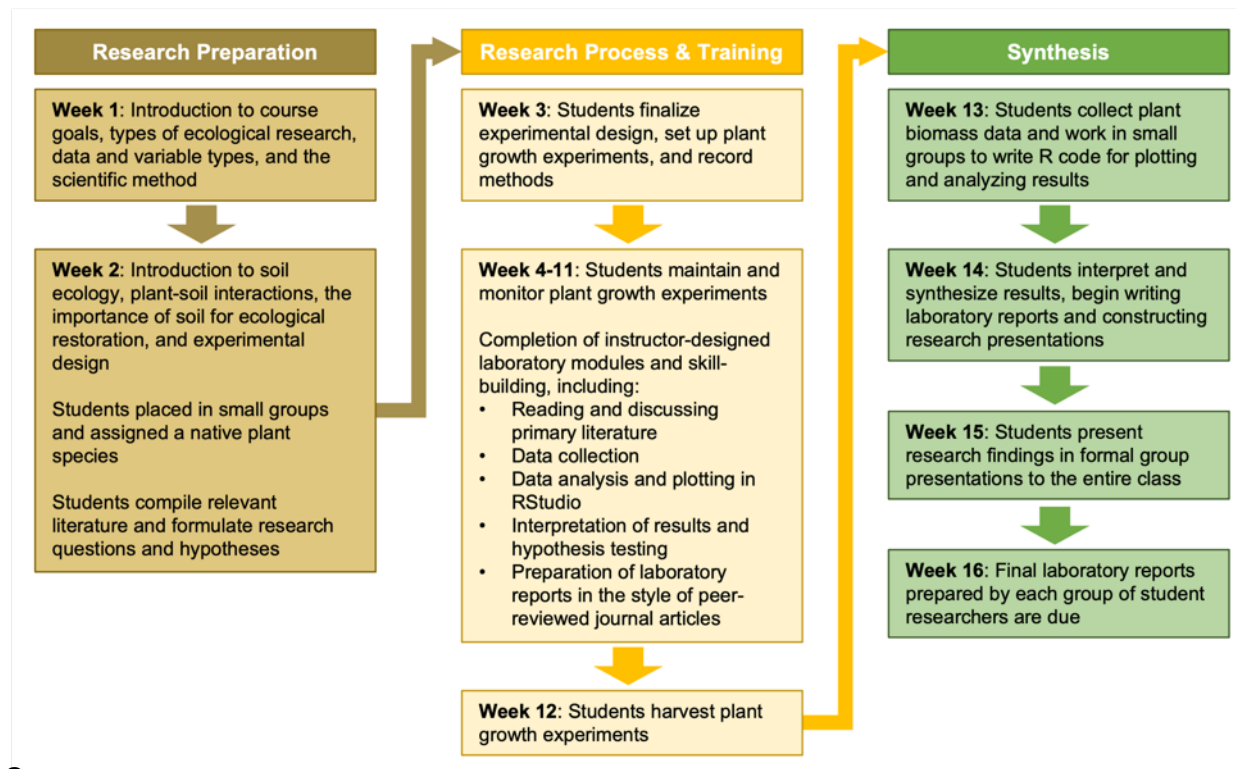 Research Preparation
Week 1: Introduction to course
goals, types of ecological research,
data and variable types, and the
scientific method
Week 2: Introduction to soil
ecology, plant-soil interactions, the
importance of soil for ecological
restoration, and experimental
design
Students placed in small groups
and assigned a native plant
species
Students compile relevant
literature and formulate research
questions and hypotheses
Research Process & Training
Week 3: Students finalize
experimental design, set up plant
growth experiments, and record
methods
Week 4-11: Students maintain and
monitor plant growth experiments
Completion of instructor-designed
laboratory modules and skill-
building, including:
• Reading and discussing
primary literature
• Data collection
• Data analysis and plotting in
RStudio
• Interpretation of results and
hypothesis testing
• Preparation of laboratory
reports in the style of peer-
reviewed journal articles
Week 12: Students harvest plant
growth experiments
Synthesis
Week 13: Students collect plant
biomass data and work in small
groups to write R code for plotting
and analyzing results
Week 14: Students interpret and
synthesize results, begin writing
laboratory reports and constructing
research presentations
Week 15: Students present
research findings in formal group
presentations to the entire class
Week 16: Final laboratory reports
prepared by each group of student
researchers are due